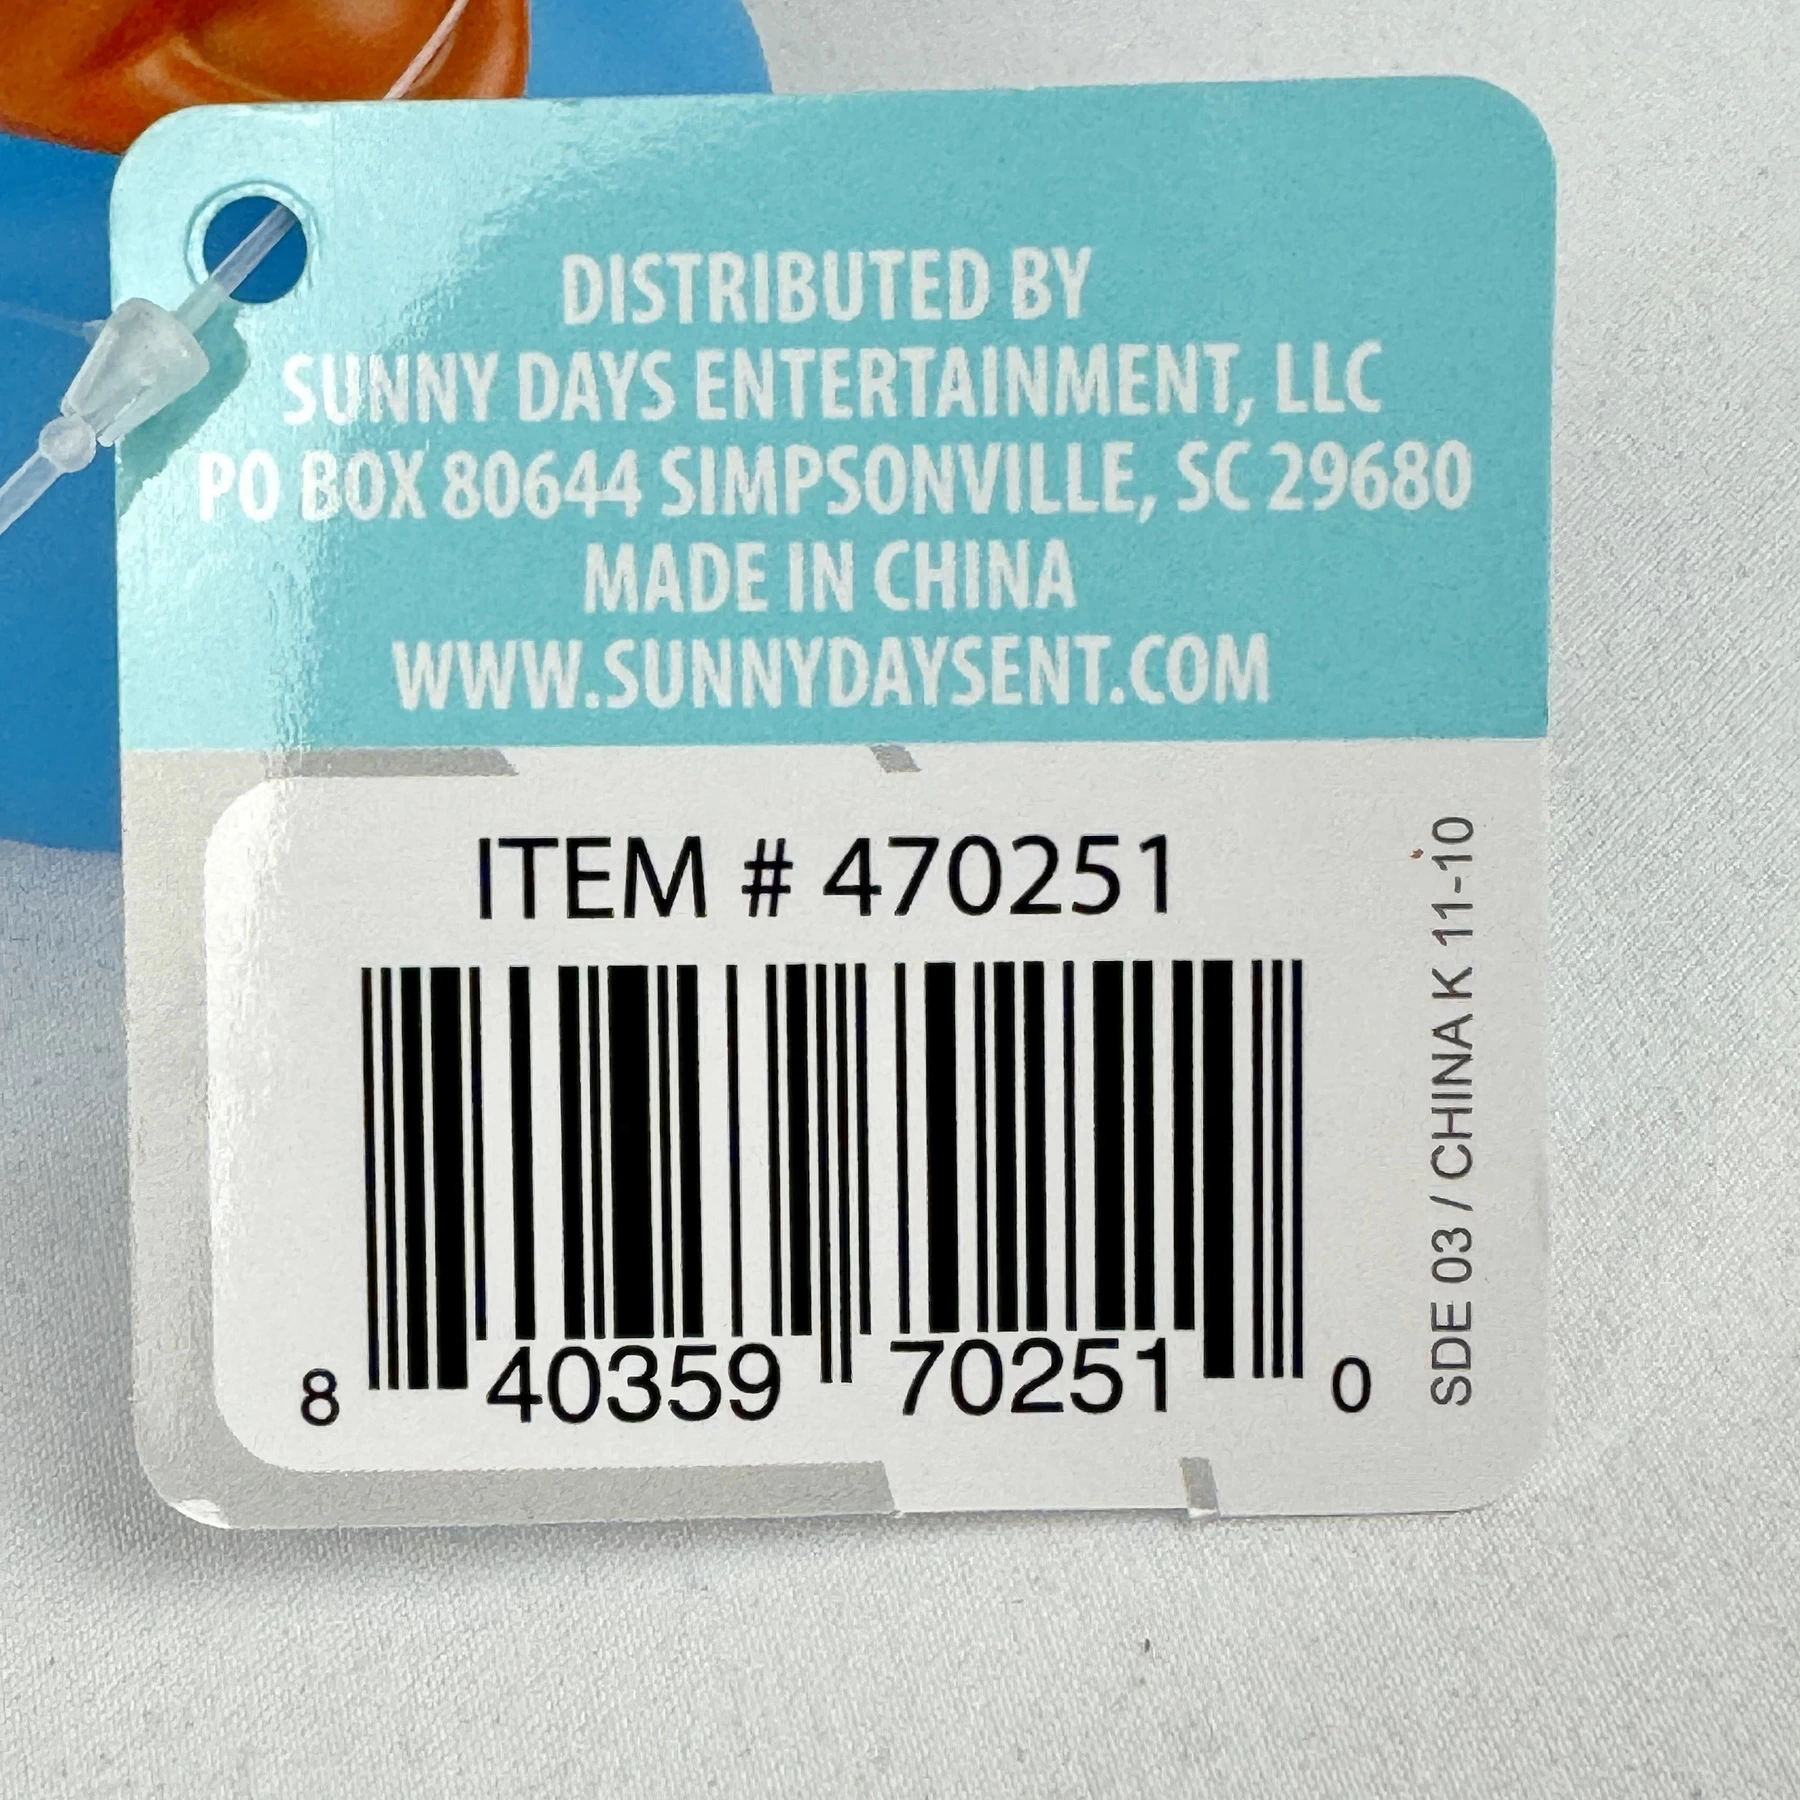 DISTRIBUTED BY
SUNNY DAYS ENTERTAINMENT, LLC
PO BOX 80644 SIMPSONVILLE, SC 29680
MADE IN CHINA
WWW.SUNNYDAYSENT.COM
ITEM # 470251
8 40359 70251 0
SDE 03 / CHINA K 11-10